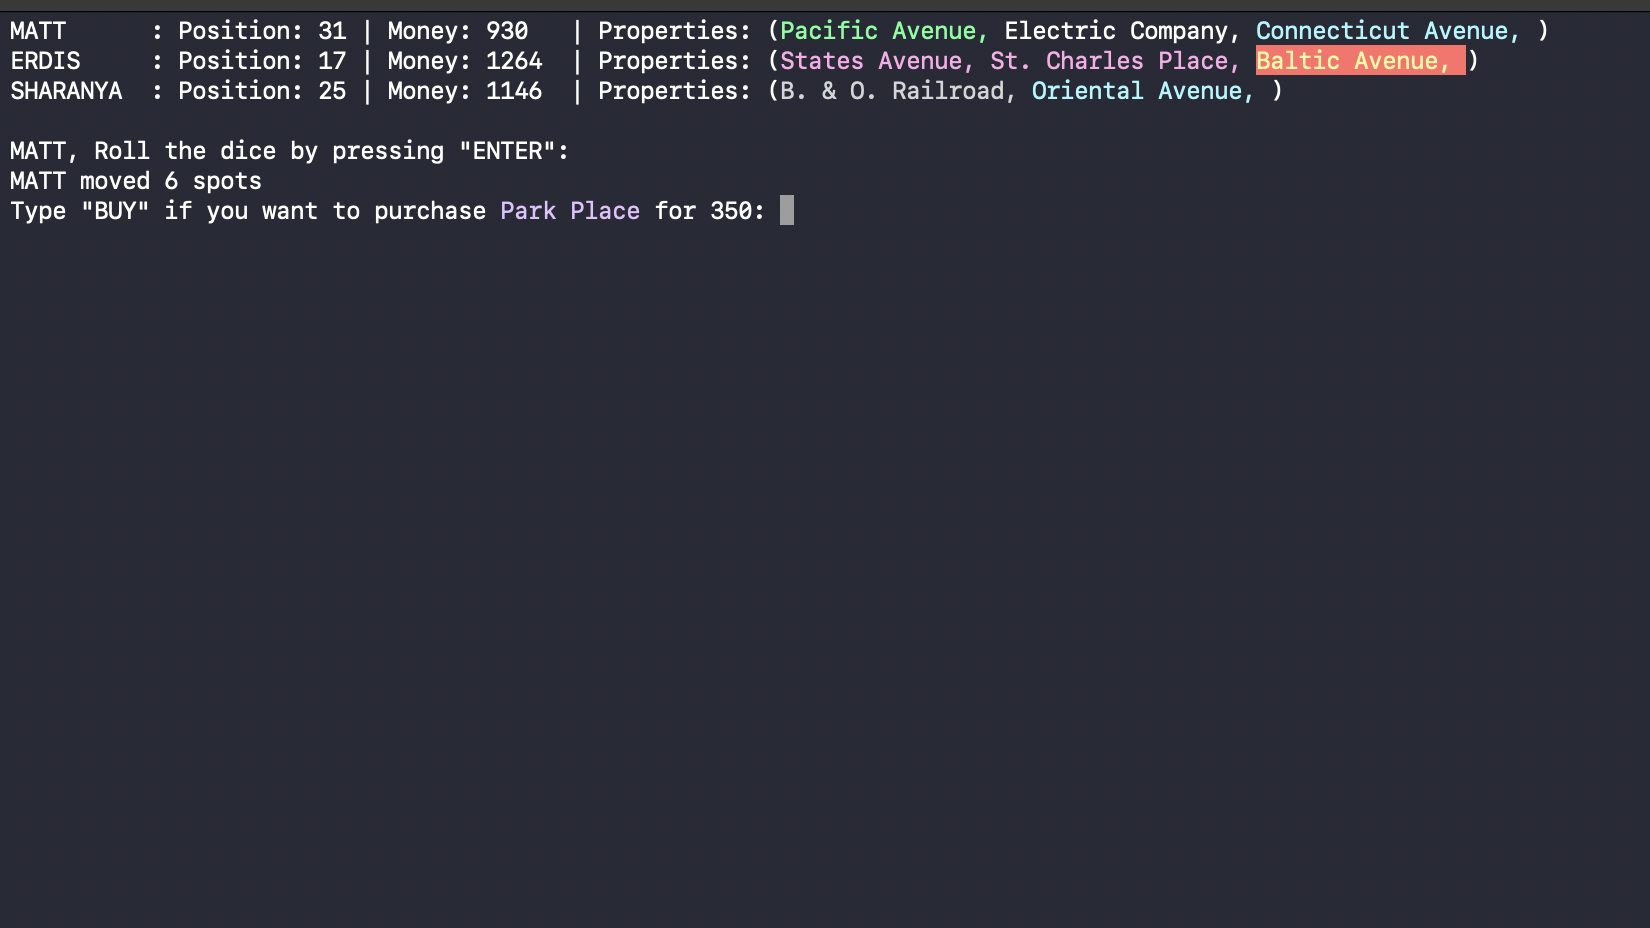 MATT      : Position: 31 | Money: 930   | Properties: (Pacific Avenue, Electric Company, Connecticut Avenue, )
ERDIS     : Position: 17 | Money: 1264  | Properties: (States Avenue, St. Charles Place, Baltic Avenue, )
SHARANYA  : Position: 25 | Money: 1146  | Properties: (B. & O. Railroad, Oriental Avenue, )
MATT, Roll the dice by pressing "ENTER":
MATT moved 6 spots
Type "BUY" if you want to purchase Park Place for 350: